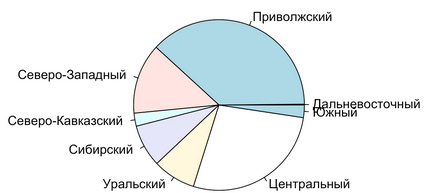 Приволжский
Северо-Западный
Дальневосточный
Южный
Северо-Кавказский
Сибирский
Уральский
Центральный